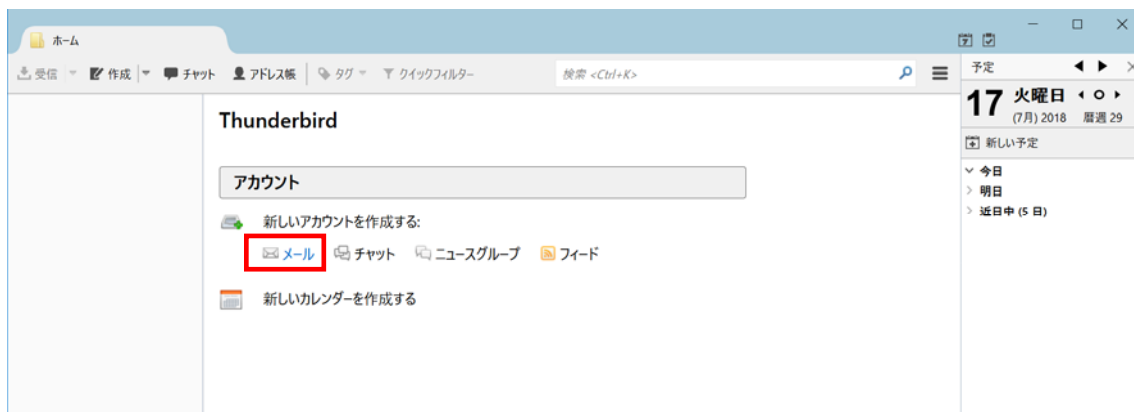 ホーム
受信 作成 チャット アドレス帳 タグ クイックフィルター 検索 <Ctrl+K>
Thunderbird
アカウント
新しいアカウントを作成する:
メール チャット ニュースグループ フィード
新しいカレンダーを作成する
予定
17 火曜日
(7月) 2018 暦週 29
新しい予定
今日
明日
近日中 (5 日)